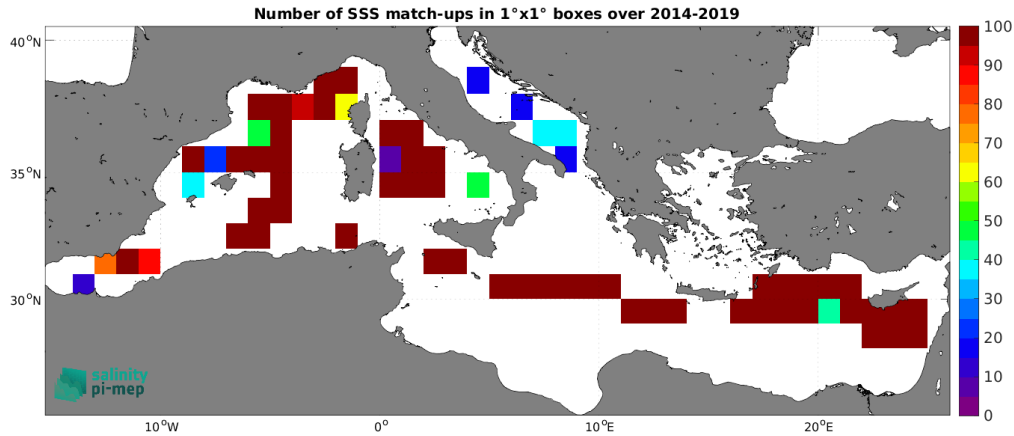 Number of SSS match-ups in 1°x1° boxes over 2014-2019
40°N
35°N
30°N
10°W
0°
10°E
20°E
100
90
80
70
60
50
40
30
20
10
0
salinity
pi-mep